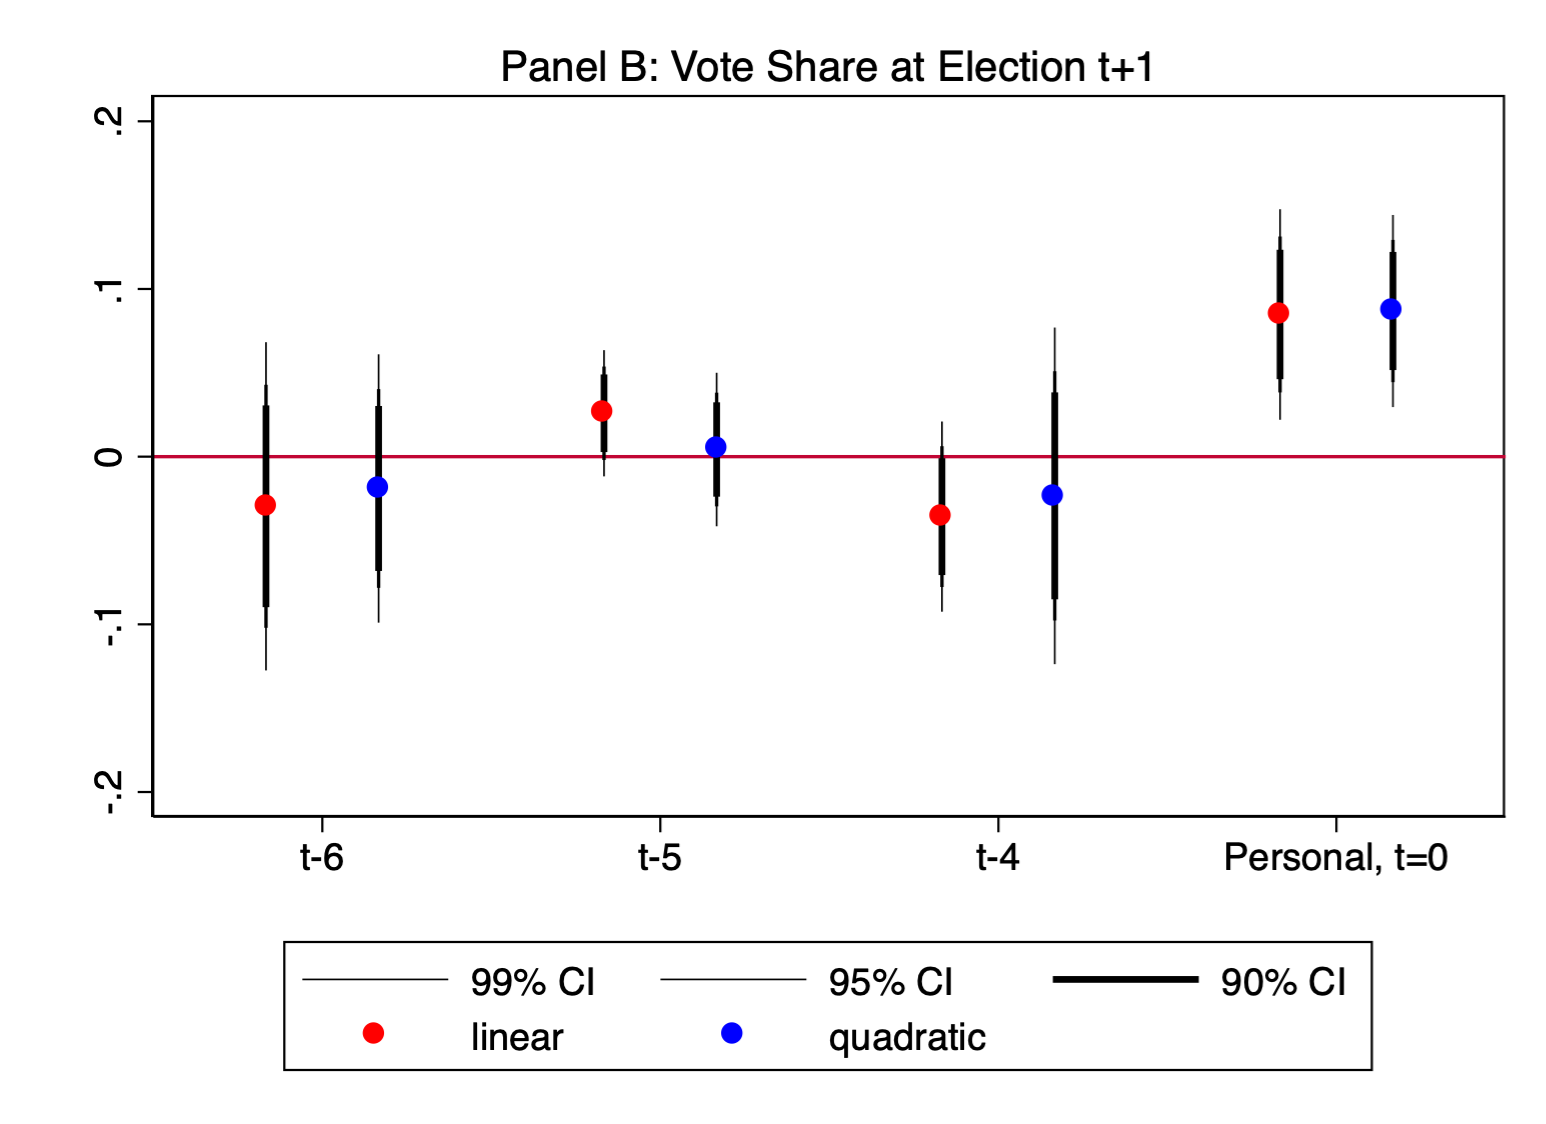 Panel B: Vote Share at Election t+1
.2
.1
0
-.1
-.2
t-6 t-5 t-4 Personal, t=0
99% CI 95% CI 90% CI
linear quadratic